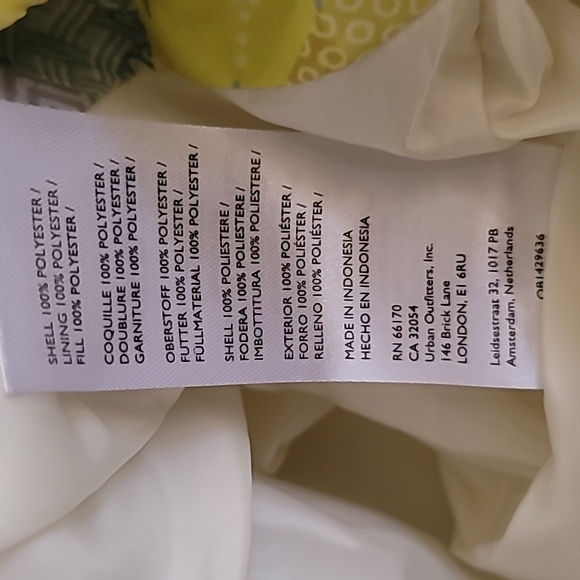 SHELL 100% POLYESTER /
LINING 100% POLYESTER /
FILL 100% POLYESTER /
COQUILLE 100% POLYESTER /
DOUBLURE 100% POLYESTER /
GARNITURE 100% POLYESTER /
OBERSTOFF 100% POLYESTER /
FUTTER 100% POLYESTER /
FÜLLMATERIAL 100% POLYESTER /
SHELL 100% POLIESTERE /
FODERA 100% POLIESTERE /
IMBOTTITURA 100% POLIESTERE /
EXTERIOR 100% POLIÉSTER /
FORRO 100% POLIÉSTER /
RELLENO 100% POLIÉSTER /
MADE IN INDONESIA
HECHO EN INDONESIA
RN 66170
CA 32054
Urban Outfitters, Inc.
146 Brick Lane
LONDON, E1 6RU
Leidsestraat 32, 1017 PB
Amsterdam, Netherlands